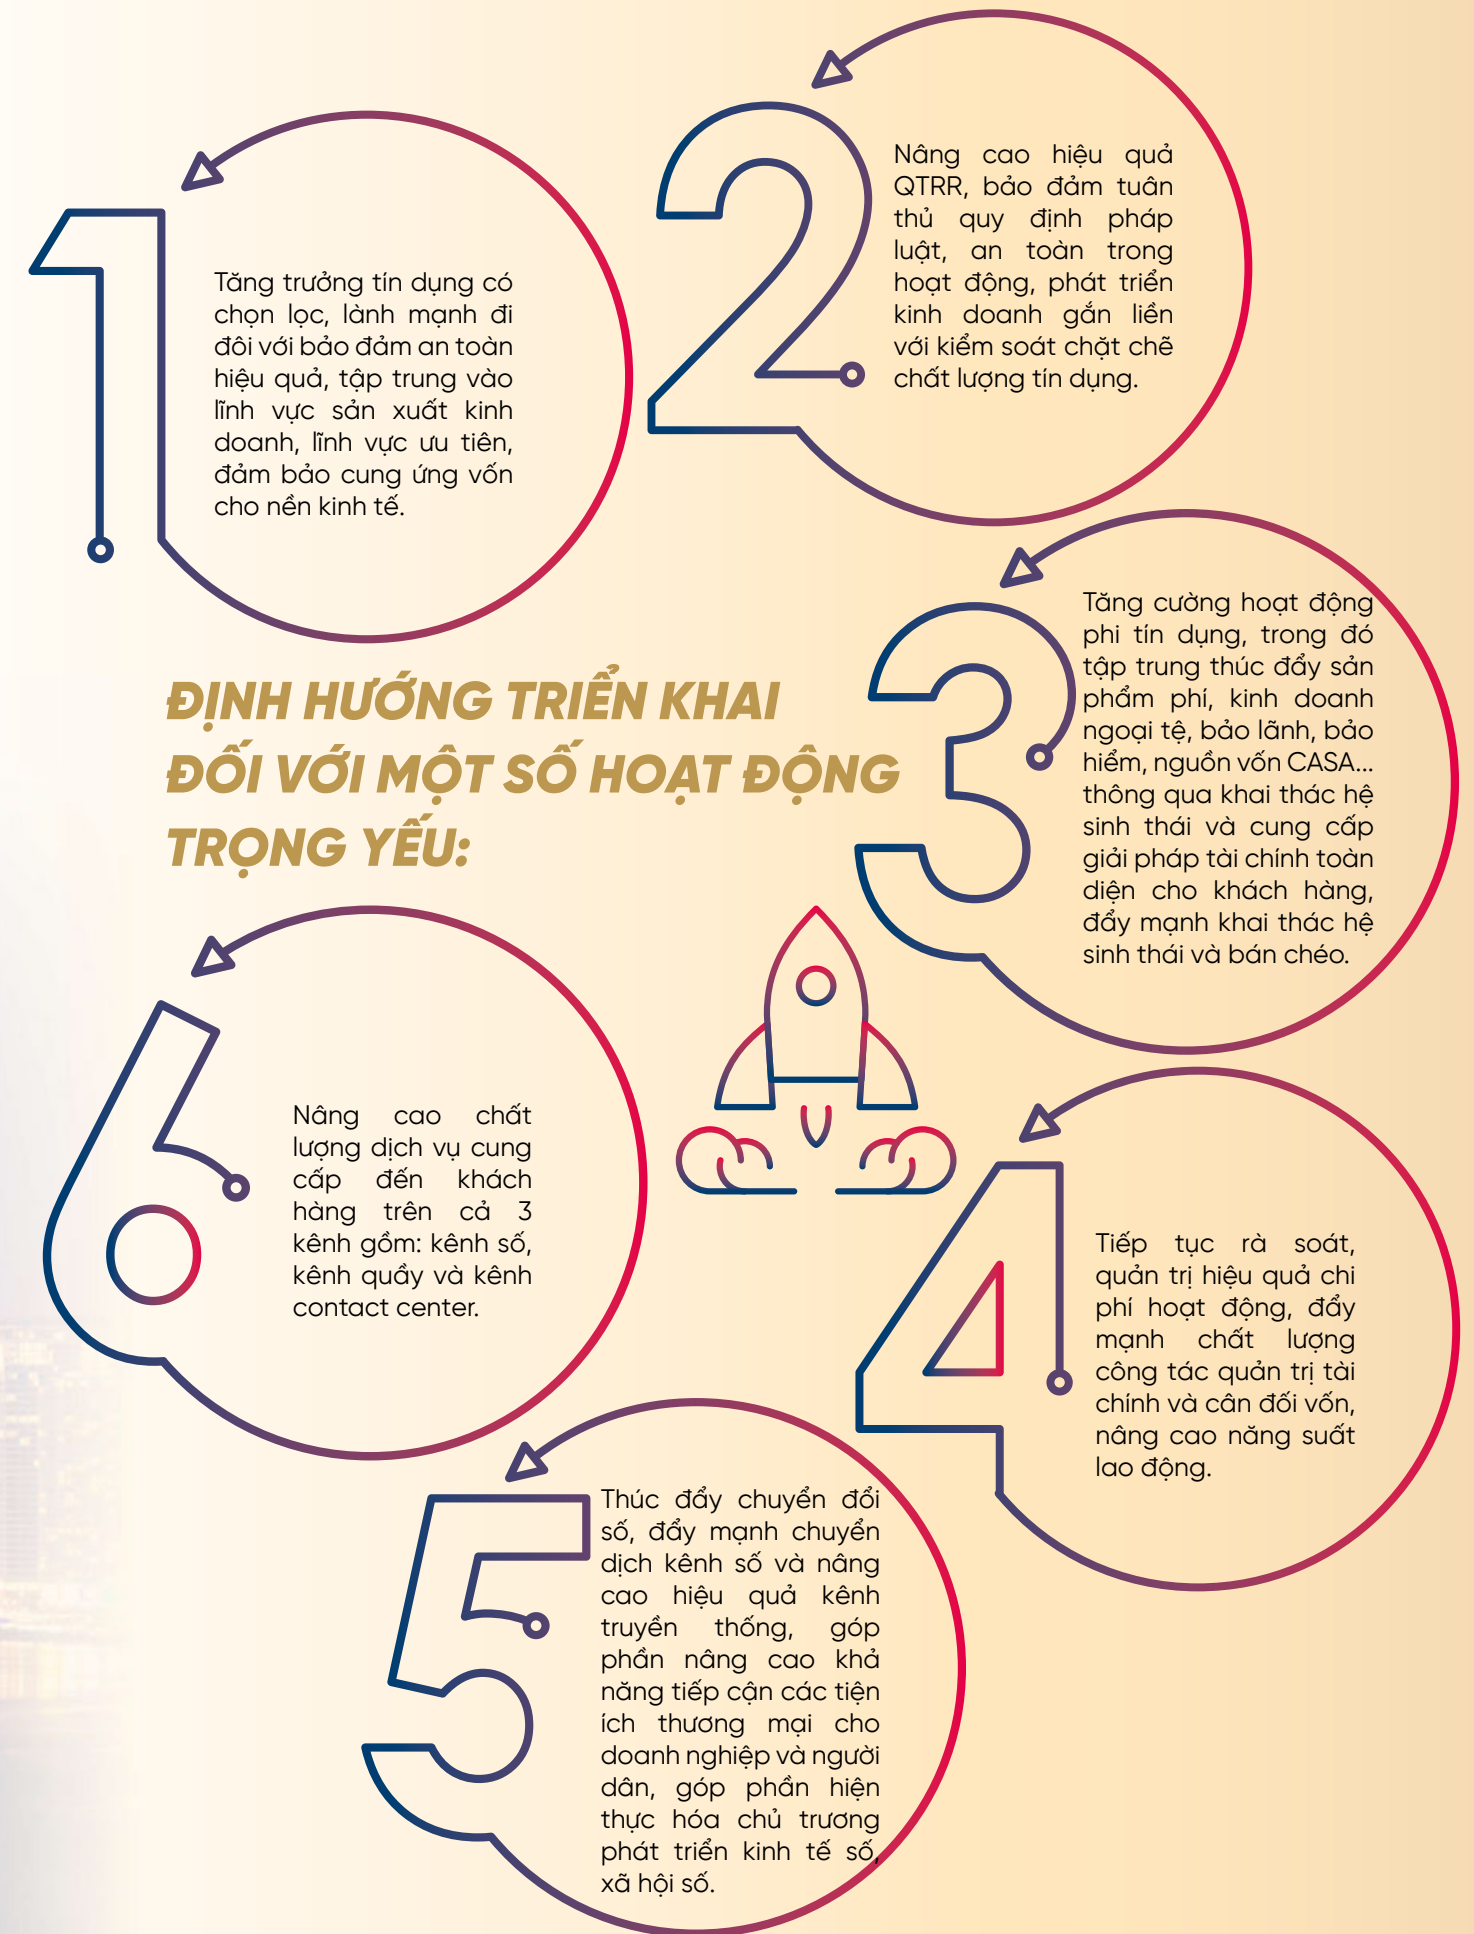 1
Tăng trưởng tín dụng có
chọn lọc, lành mạnh đi
đôi với bảo đảm an toàn
hiệu quả, tập trung vào
lĩnh vực sản xuất kinh
doanh, lĩnh vực ưu tiên,
đảm bảo cung ứng vốn
cho nền kinh tế.
2
Nâng cao hiệu quả
QTRR, bảo đảm tuân
thủ quy định pháp
luật, an toàn trong
hoạt động, phát triển
kinh doanh gắn liền
với kiểm soát chặt chẽ
chất lượng tín dụng.
ĐỊNH HƯỚNG TRIỂN KHAI
ĐỐI VỚI MỘT SỐ HOẠT ĐỘNG
TRỌNG YẾU:
3
Tăng cường hoạt động
phi tín dụng, trong đó
tập trung thúc đẩy sản
phẩm phí, kinh doanh
ngoại tệ, bảo lãnh, bảo
hiểm, nguồn vốn CASA...
thông qua khai thác hệ
sinh thái và cung cấp
giải pháp tài chính toàn
diện cho khách hàng,
đẩy mạnh khai thác hệ
sinh thái và bán chéo.
4
Tiếp tục rà soát,
quản trị hiệu quả chi
phí hoạt động, đẩy
mạnh chất lượng
công tác quản trị tài
chính và cân đối vốn,
nâng cao năng suất
lao động.
5
Thúc đẩy chuyển đổi
số, đẩy mạnh chuyển
dịch kênh số và nâng
cao hiệu quả kênh
truyền thống, góp
phần nâng cao khả
năng tiếp cận các tiện
ích thương mại cho
doanh nghiệp và người
dân, góp phần hiện
thực hóa chủ trương
phát triển kinh tế số,
xã hội số.
6
Nâng cao chất
lượng dịch vụ cung
cấp đến khách
hàng trên cả 3
kênh gồm: kênh số,
kênh quầy và kênh
contact center.